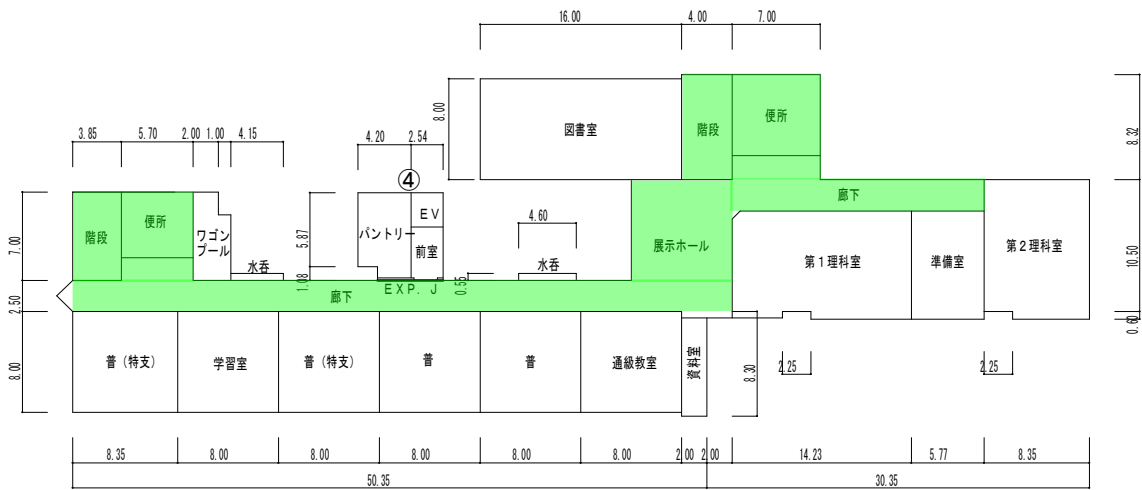 16.00 4.00 7.00
8.00
図書室
階段
便所
8.32
3.85 5.70 2.00 1.00 4.15
4.20 2.54
④
7.00
階段
便所
ワゴン
プール
水呑
5.87
1.08
パントリー
EV
前室
EXP.J
0.55
4.60
水呑
展示ホール
廊下
第1理科室
準備室
第2理科室
10.50
0.60
2.50
廊下
8.00
普(特支)
学習室
普(特支)
普
普
通級教室
資料室
8.30
2.25
2.25
8.35 8.00 8.00 8.00 8.00 8.00 2.00 2.00 14.23 5.77 8.35
50.35 30.35